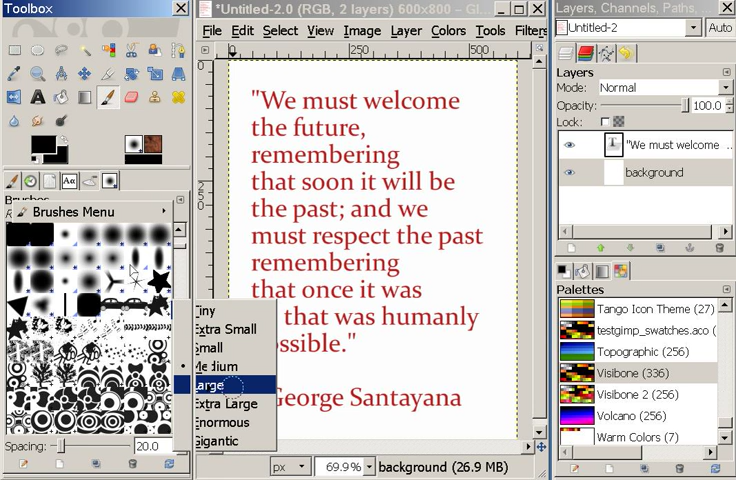 Toolbox
*Untitled-2.0 (RGB, 2 layers) 600x800 – GI...
Layers, Channels, Paths, ...
File Edit Select View Image Layer Colors Tools Filters
Untitled-2
Auto
0 250 500
Layers
Mode: Normal
Opacity: 100.0
Lock:
"We must welcome ..
background
Brushes
Brushes Menu
Tiny
Extra Small
Small
Medium
Large
Extra Large
Enormous
Gigantic
Spacing: 20.0
"We must welcome
the future,
remembering
that soon it will be
the past; and we
must respect the past
remembering
that once it was
that was humanly
ossible."
George Santayana
px 69.9% background (26.9 MB)
Palettes
Tango Icon Theme (27)
testgimp_swatches.aco (
Topographic (256)
Visibone (336)
Visibone 2 (256)
Volcano (256)
Warm Colors (7)